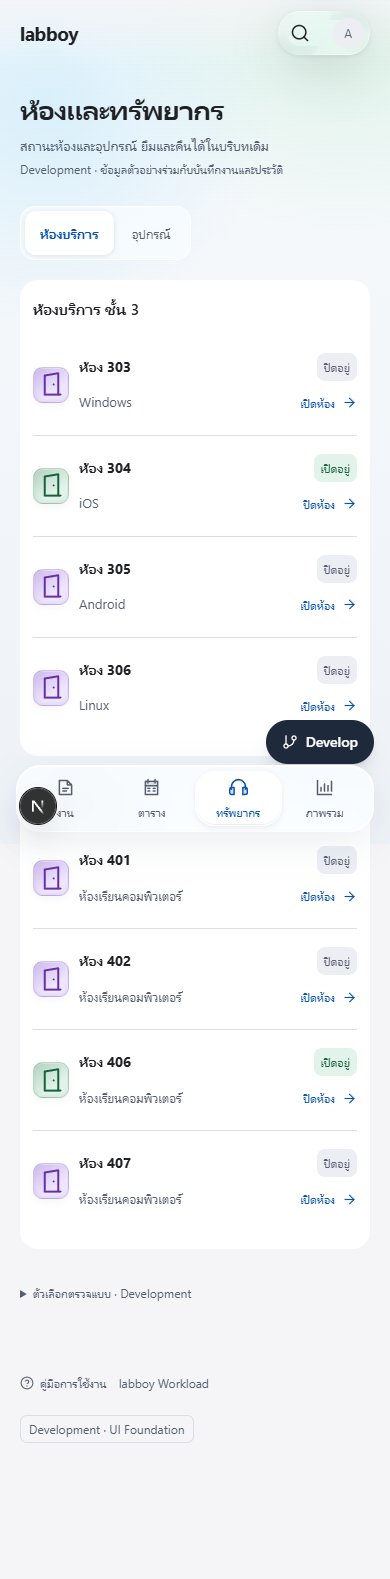 labboy
A
ห้องและทรัพยากร
สถานะห้องและอุปกรณ์ ยืมและคืนได้ในบริบทเดิม
Development · ข้อมูลตัวอย่างร่วมกับบันทึกงานและประวัติ
ห้องบริการ
อุปกรณ์
ห้องบริการ ชั้น 3
ห้อง 303
ปิดอยู่
Windows
เปิดห้อง
ห้อง 304
เปิดอยู่
iOS
ปิดห้อง
ห้อง 305
ปิดอยู่
Android
เปิดห้อง
ห้อง 306
ปิดอยู่
Linux
เปิดห้อง
Develop
N
งาน
ตาราง
ทรัพยากร
ภาพรวม
ห้อง 401
ปิดอยู่
ห้องเรียนคอมพิวเตอร์
เปิดห้อง
ห้อง 402
ปิดอยู่
ห้องเรียนคอมพิวเตอร์
เปิดห้อง
ห้อง 406
เปิดอยู่
ห้องเรียนคอมพิวเตอร์
ปิดห้อง
ห้อง 407
ปิดอยู่
ห้องเรียนคอมพิวเตอร์
เปิดห้อง
ตัวเลือกตรวจแบบ · Development
คู่มือการใช้งาน labboy Workload
Development · UI Foundation